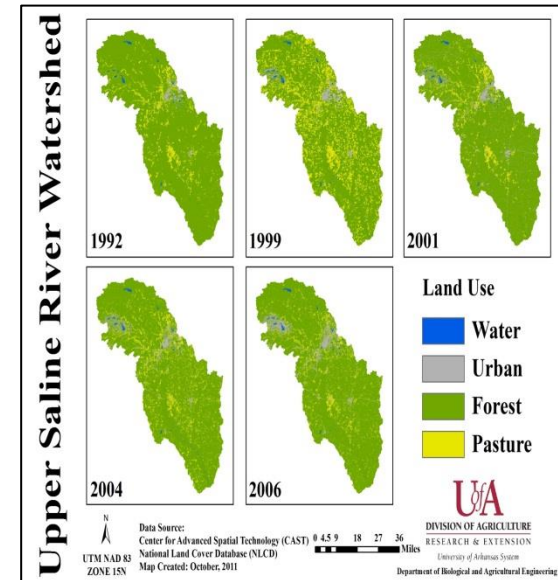 Upper Saline River Watershed
1992
1999
2001
2004
2006
Land Use
Water
Urban
Forest
Pasture
N
UTM NAD 83
ZONE 15N
Data Source:
Center for Advanced Spatial Technology (CAST)
National Land Cover Database (NLCD)
Map Created: October, 2011
0 4.5 9 18 27 36
Miles
UofA
DIVISION OF AGRICULTURE
RESEARCH & EXTENSION
University of Arkansas System
Department of Biological and Agricultural Engineering